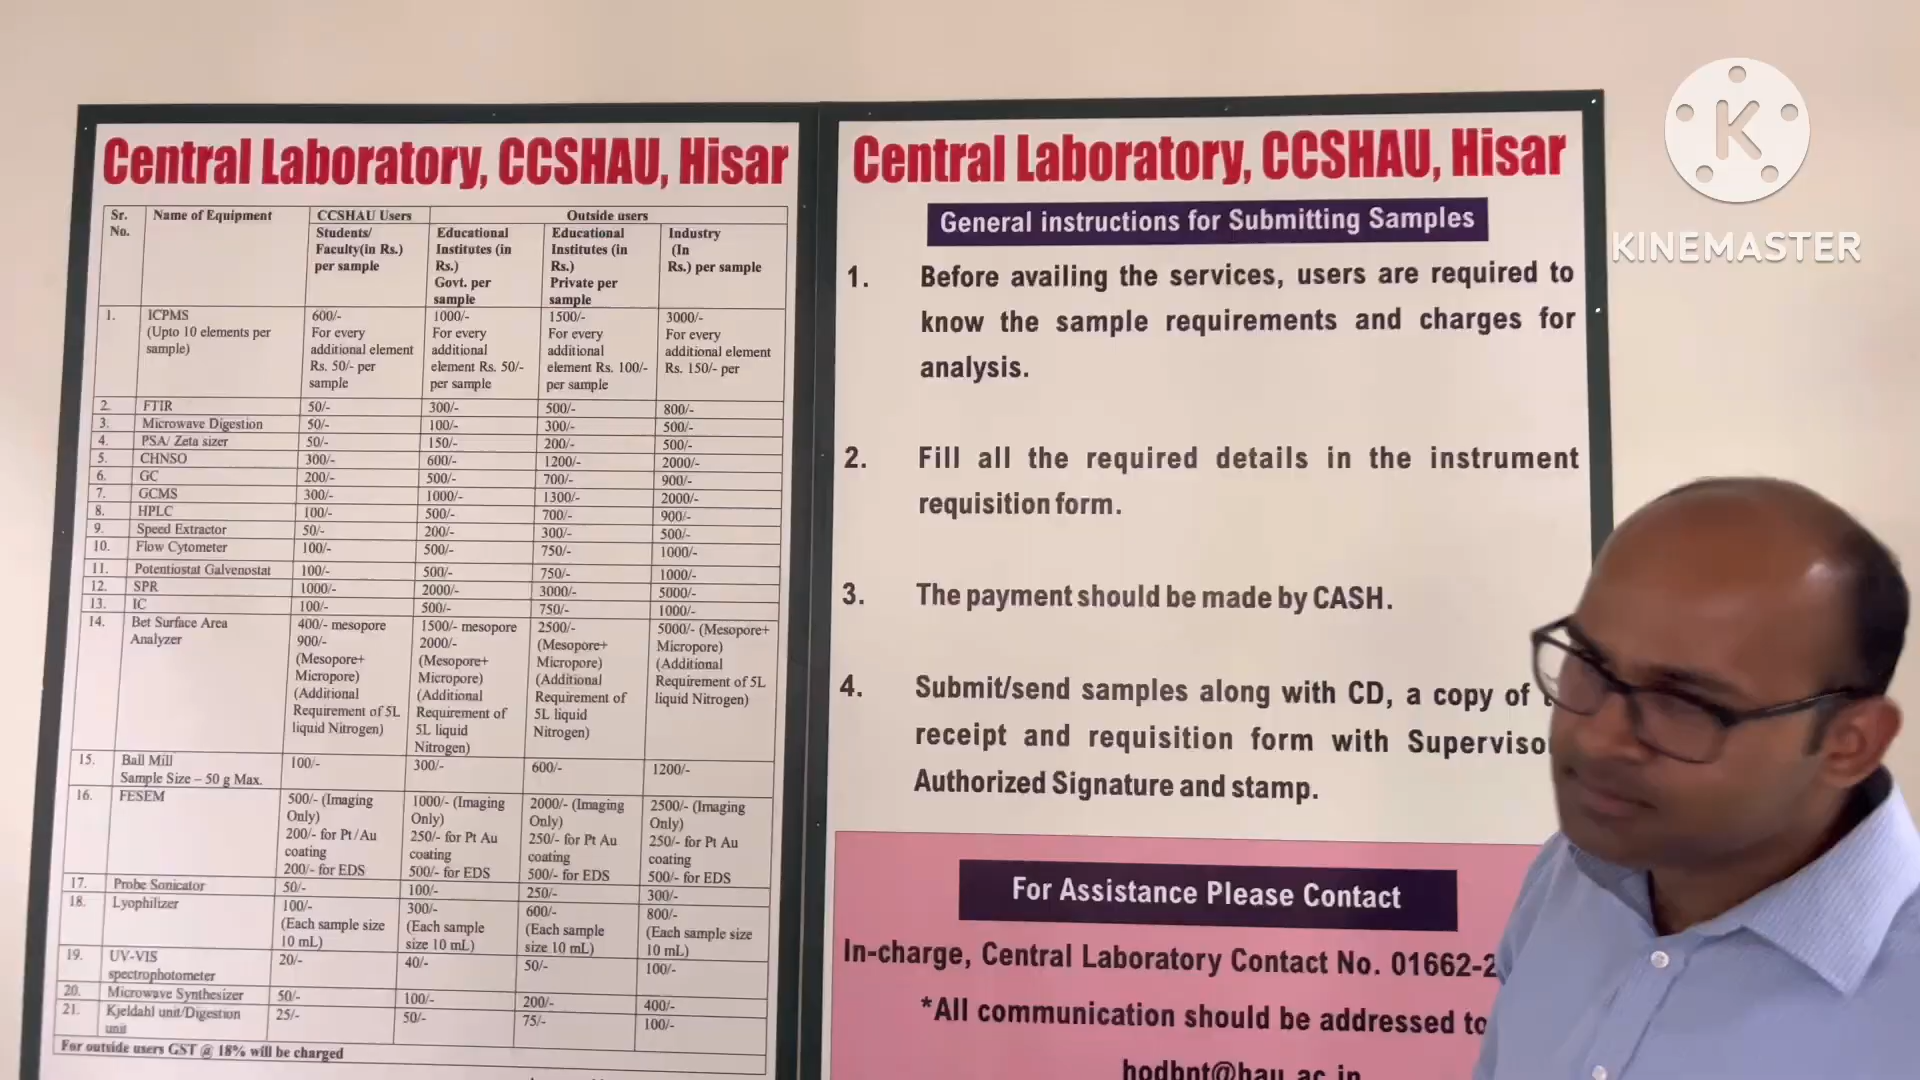 Central Laboratory, CCSHAU, Hisar
Sr. No. Name of Equipment CCSHAU Users Outside users
Students/ Faculty(in Rs.) per sample Educational Institutes (in Rs.) Govt. per sample Educational Institutes (in Rs.) Private per sample Industry (In Rs.) per sample
1. ICPMS (Upto 10 elements per sample) 600/- For every additional element Rs. 50/- per sample 1000/- For every additional element Rs. 50/- per sample 1500/- For every additional element Rs. 100/- per sample 3000/- For every additional element Rs. 150/- per
2. FTIR 50/- 300/- 500/- 800/-
3. Microwave Digestion 50/- 100/- 300/- 500/-
4. PSA/ Zeta sizer 50/- 150/- 200/- 500/-
5. CHNSO 300/- 600/- 1200/- 2000/-
6. GC 200/- 500/- 700/- 900/-
7. GCMS 300/- 1000/- 1300/- 2000/-
8. HPLC 100/- 500/- 700/- 900/-
9. Speed Extractor 50/- 200/- 300/- 500/-
10. Flow Cytometer 100/- 500/- 750/- 1000/-
11. Potentiostat Galvenostat 100/- 500/- 750/- 1000/-
12. SPR 1000/- 2000/- 3000/- 5000/-
13. IC 100/- 500/- 750/- 1000/-
14. Bet Surface Area Analyzer 400/- mesopore 900/- (Mesopore+ Micropore) (Additional Requirement of 5L liquid Nitrogen) 1500/- mesopore 2000/- (Mesopore+ Micropore) (Additional Requirement of 5L liquid Nitrogen) 2500/- (Mesopore+ Micropore) (Additional Requirement of 5L liquid Nitrogen) 5000/- (Mesopore+ Micropore) (Additional Requirement of 5L liquid Nitrogen)
15. Ball Mill Sample Size – 50 g Max. 100/- 300/- 600/- 1200/-
16. FESEM 500/- (Imaging Only) 200/- for Pt/Au coating 200/- for EDS 1000/- (Imaging Only) 250/- for Pt Au coating 500/- for EDS 2000/- (Imaging Only) 250/- for Pt Au coating 500/- for EDS 2500/- (Imaging Only) 250/- for Pt Au coating 500/- for EDS
17. Probe Sonicator 50/- 100/- 250/- 300/-
18. Lyophilizer 100/- (Each sample size 10 mL) 300/- (Each sample size 10 mL) 600/- (Each sample size 10 mL) 800/- (Each sample size 10 mL)
19. UV-VIS spectrophotometer 20/- 40/- 50/- 100/-
20. Microwave Synthesizer 50/- 100/- 200/- 400/-
21. Kjeldahl unit/Digestion unit 25/- 50/- 75/- 100/-
For outside users GST @ 18% will be charged
Central Laboratory, CCSHAU, Hisar
General instructions for Submitting Samples
1. Before availing the services, users are required to
know the sample requirements and charges for
analysis.
2. Fill all the required details in the instrument
requisition form.
3. The payment should be made by CASH.
4. Submit/send samples along with CD, a copy of
receipt and requisition form with Superviso
Authorized Signature and stamp.
For Assistance Please Contact
In-charge, Central Laboratory Contact No. 01662-2
*All communication should be addressed to
hodbnt@hau.ac.in
K
KINEMASTER